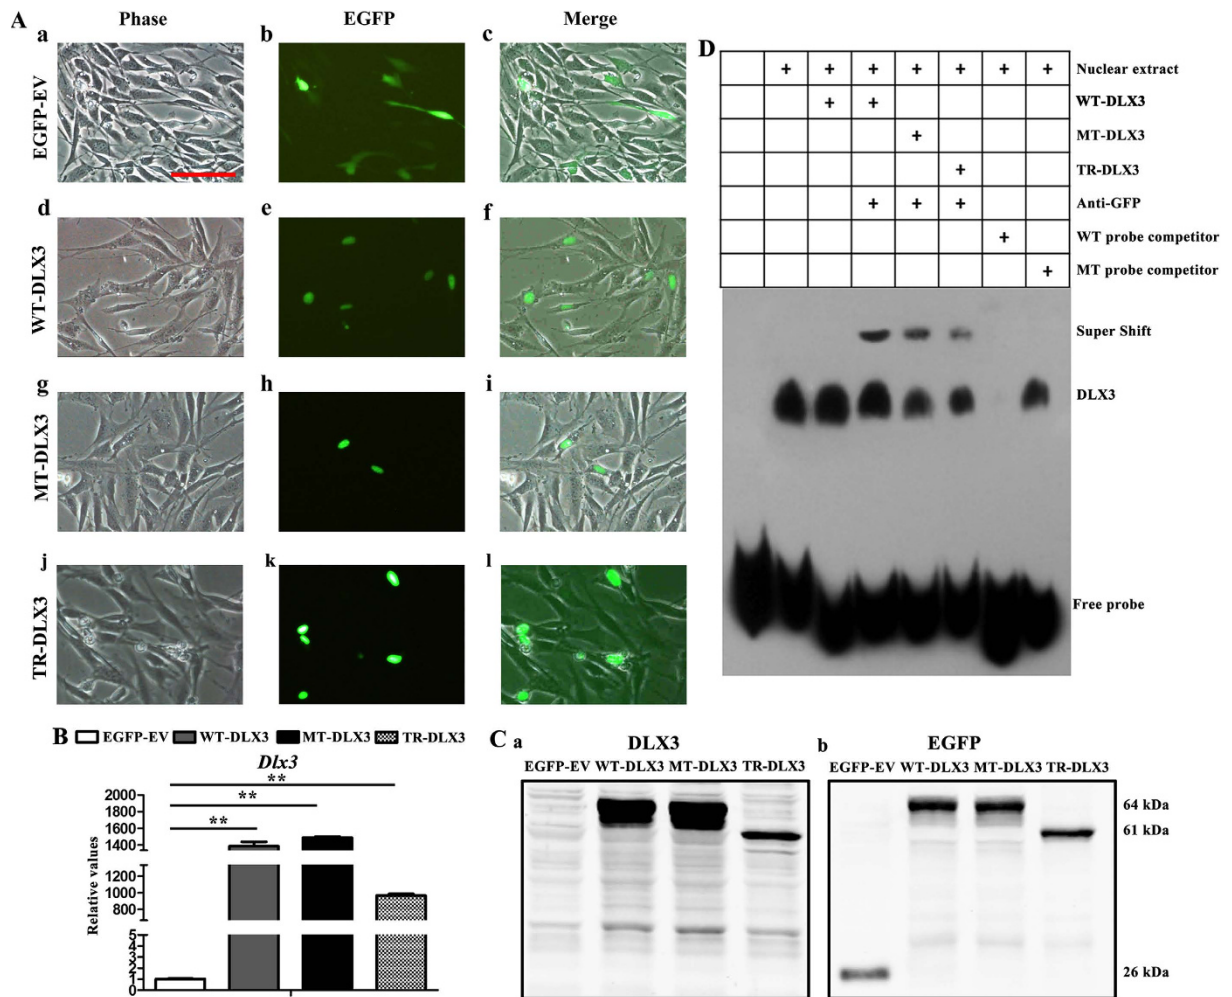 A
Phase
EGFP
Merge
a
b
c
EGFP-EV
d
e
f
WT-DLX3
g
h
i
MT-DLX3
j
k
l
TR-DLX3
B
EGFP-EV
WT-DLX3
MT-DLX3
TR-DLX3
Dlx3
**
**
**
Relative values
2000
1800
1600
1400
1000
800
5
4
3
2
1
0
C
a
DLX3
EGFP-EV WT-DLX3 MT-DLX3 TR-DLX3
b
EGFP
EGFP-EV WT-DLX3 MT-DLX3 TR-DLX3
64 kDa
61 kDa
26 kDa
D
+ + + + + + + Nuclear extract
+ + WT-DLX3
+ MT-DLX3
+ TR-DLX3
+ + + Anti-GFP
+ WT probe competitor
+ MT probe competitor
Super Shift
DLX3
Free probe